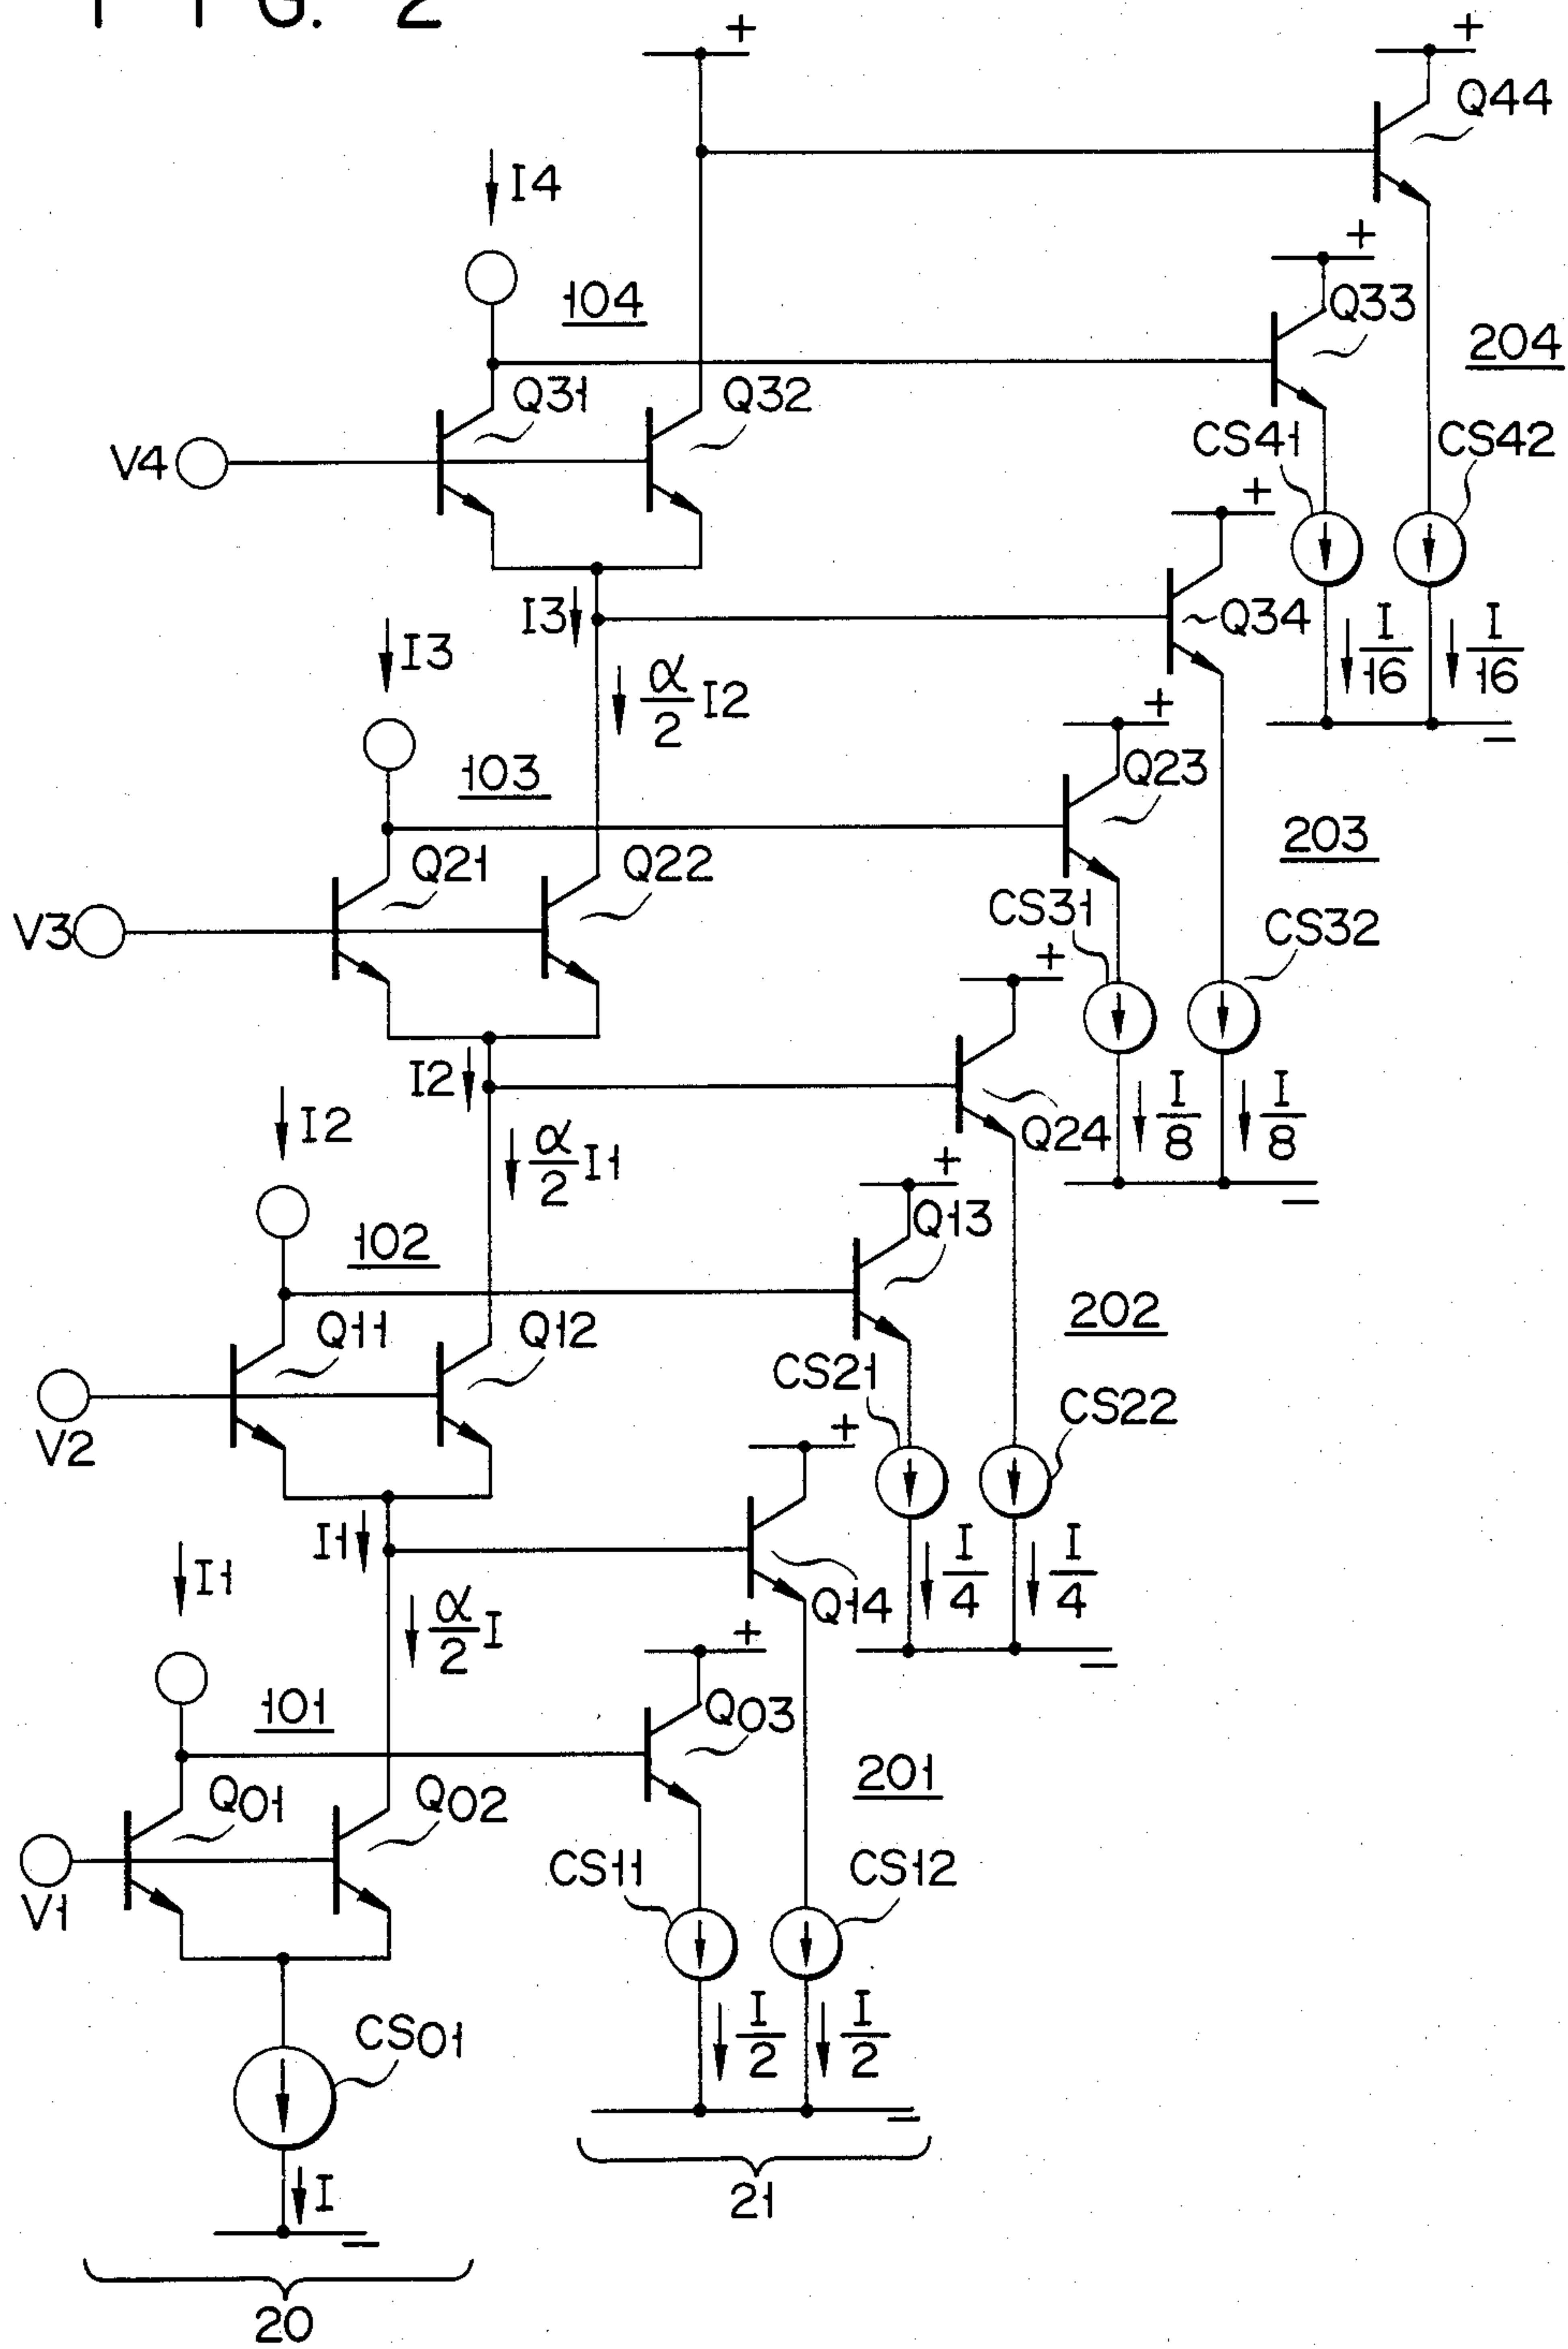 FIG. 2
+
+
Q44
I4
+
104
Q33
204
Q31
Q32
CS41
CS42
V4
+
I3
Q34
I/16
I/16
I3
α/2 I2
+
−
103
Q23
203
Q21
Q22
CS31
CS32
V3
+
I2
I2
Q24
I/8
I/8
α/2 I1
+
−
102
Q13
202
Q11
Q12
CS21
CS22
V2
+
I1
I1
Q14
I/4
I/4
α/2 I
+
−
101
Q03
201
Q01
Q02
CS11
CS12
V1
CS01
I/2
I/2
−
I
21
−
20